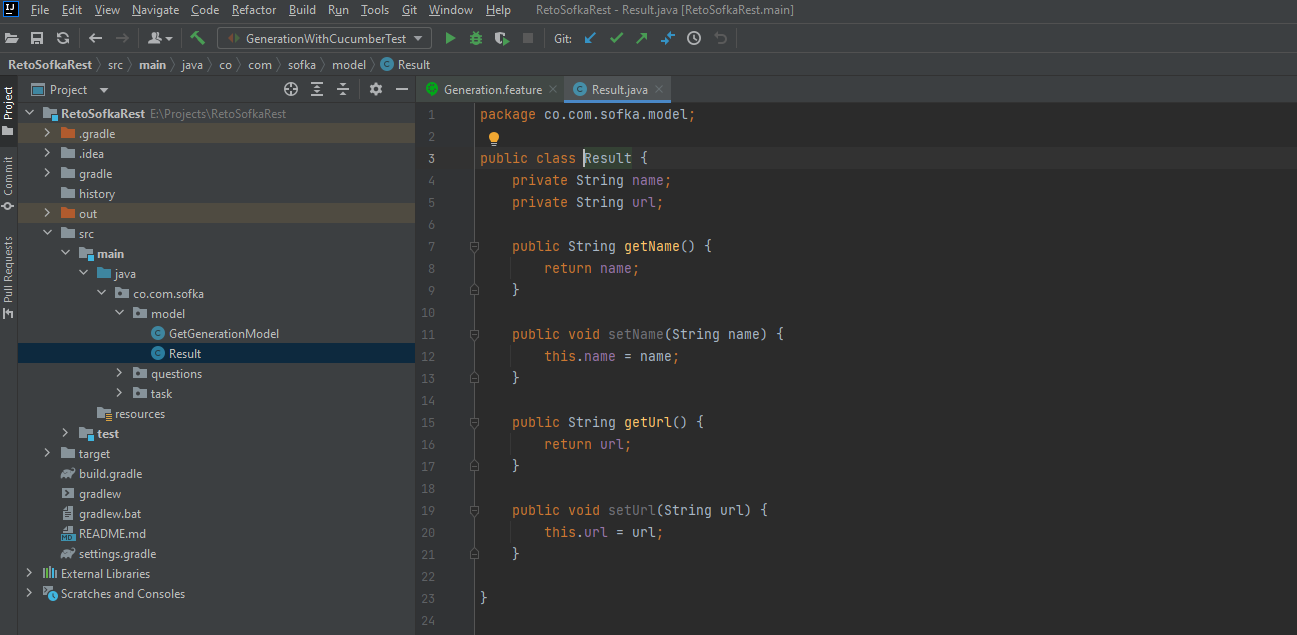 IJ File Edit View Navigate Code Refactor Build Run Tools Git Window Help RetoSofkaRest - Result.java [RetoSofkaRest.main]
GenerationWithCucumberTest Git:
RetoSofkaRest src main java co com sofka model Result
Project
Commit
Pull Requests
Project
RetoSofkaRest E:\Projects\RetoSofkaRest
.gradle
.idea
gradle
history
out
src
main
java
co.com.sofka
model
GetGenerationModel
Result
questions
task
resources
test
target
build.gradle
gradlew
gradlew.bat
README.md
settings.gradle
External Libraries
Scratches and Consoles
Generation.feature Result.java
1 package co.com.sofka.model;
2
3 public class Result {
4 private String name;
5 private String url;
6
7 public String getName() {
8 return name;
9 }
10
11 public void setName(String name) {
12 this.name = name;
13 }
14
15 public String getUrl() {
16 return url;
17 }
18
19 public void setUrl(String url) {
20 this.url = url;
21 }
22
23 }
24